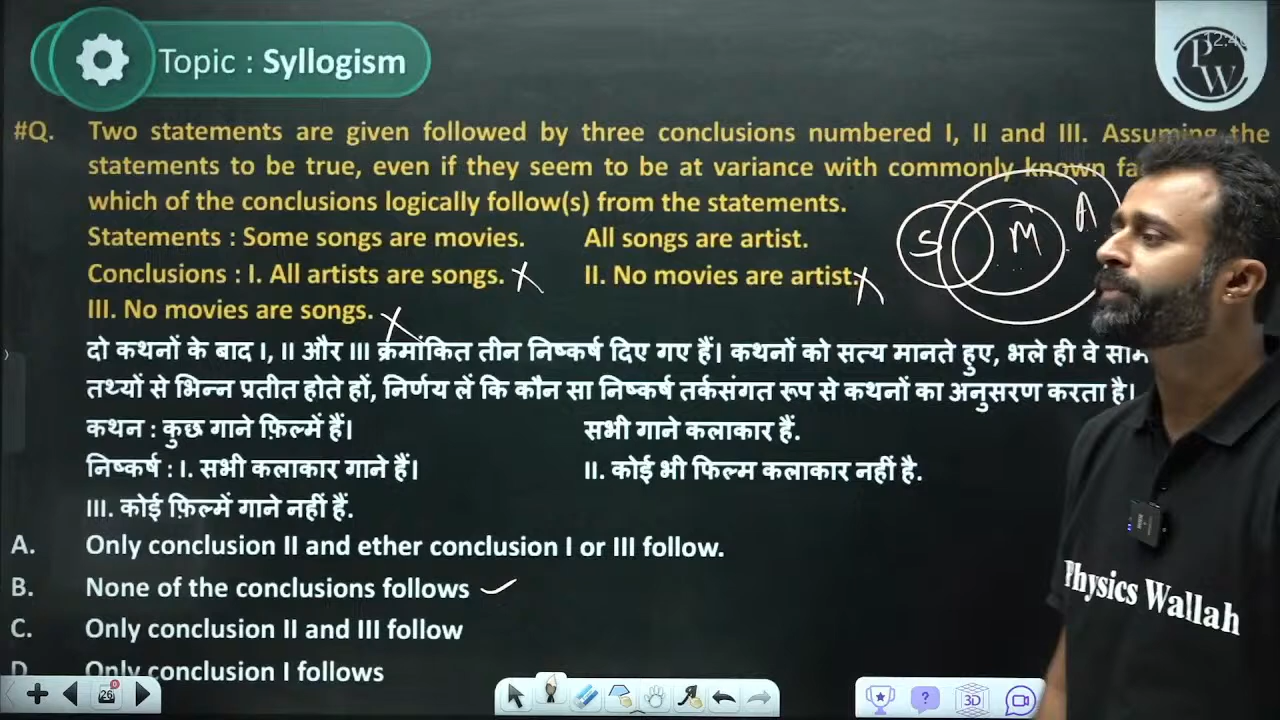 Topic : Syllogism
12:4
P
W
#Q. Two statements are given followed by three conclusions numbered I, II and III. Assuming the
statements to be true, even if they seem to be at variance with commonly known
which of the conclusions logically follow(s) from the statements.
Statements : Some songs are movies. All songs are artist.
Conclusions : I. All artists are songs. X II. No movies are artist. X
III. No movies are songs. X
S M A
दो कथनों के बाद I, II और III क्रमांकित तीन निष्कर्ष दिए गए हैं। कथनों को सत्य मानते हुए, भले ही वे
तथ्यों से भिन्न प्रतीत होते हों, निर्णय लें कि कौन सा निष्कर्ष तर्कसंगत रूप से कथनों का अनुसरण करता है।
कथन : कुछ गाने फ़िल्में हैं। सभी गाने कलाकार हैं.
निष्कर्ष : I. सभी कलाकार गाने हैं। II. कोई भी फिल्म कलाकार नहीं है.
III. कोई फ़िल्में गाने नहीं हैं.
A. Only conclusion II and ether conclusion I or III follow.
B. None of the conclusions follows
C. Only conclusion II and III follow
D. Only conclusion I follows
Physics Wallah
26
0
?
3D